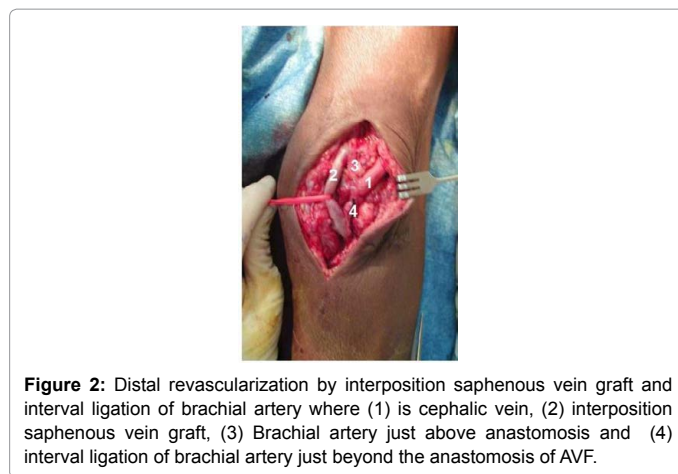 3
2
1
4
Figure 2: Distal revascularization by interposition saphenous vein graft and
interval ligation of brachial artery where (1) is cephalic vein, (2) interposition
saphenous vein graft, (3) Brachial artery just above anastomosis and (4)
interval ligation of brachial artery just beyond the anastomosis of AVF.